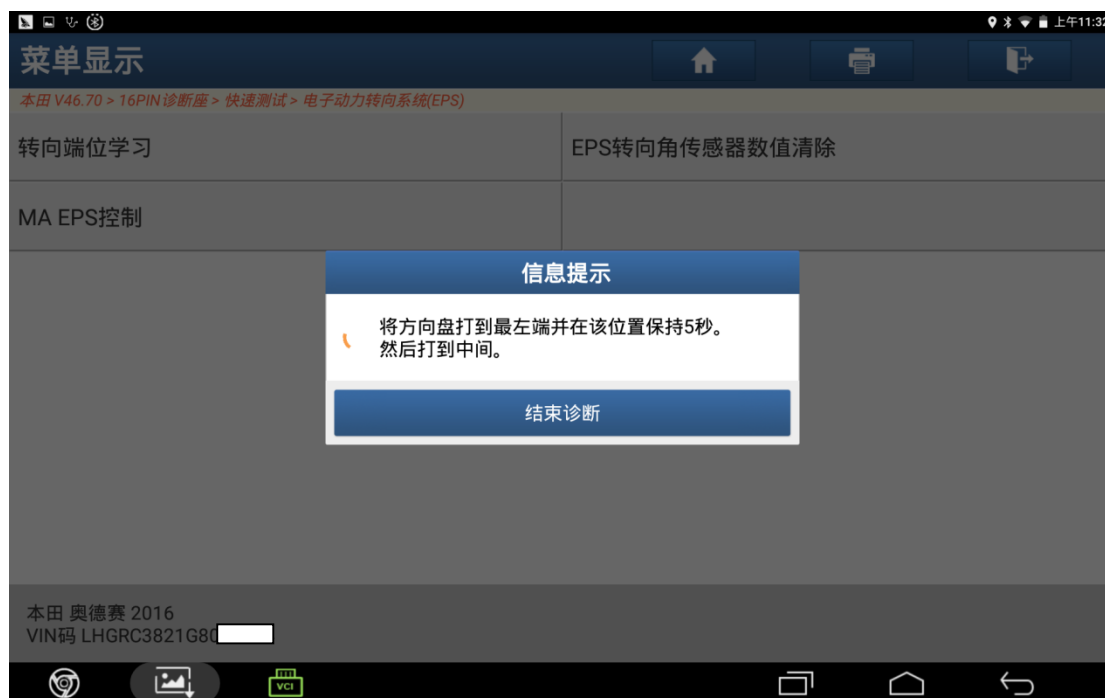 上午11:32
菜单显示
本田 V46.70 > 16PIN诊断座 > 快速测试 > 电子动力转向系统(EPS)
转向端位学习
EPS转向角传感器数值清除
MA EPS控制
信息提示
将方向盘打到最左端并在该位置保持5秒。
然后打到中间。
结束诊断
本田 奥德赛 2016
VIN码 LHGRC3821G80
VCI